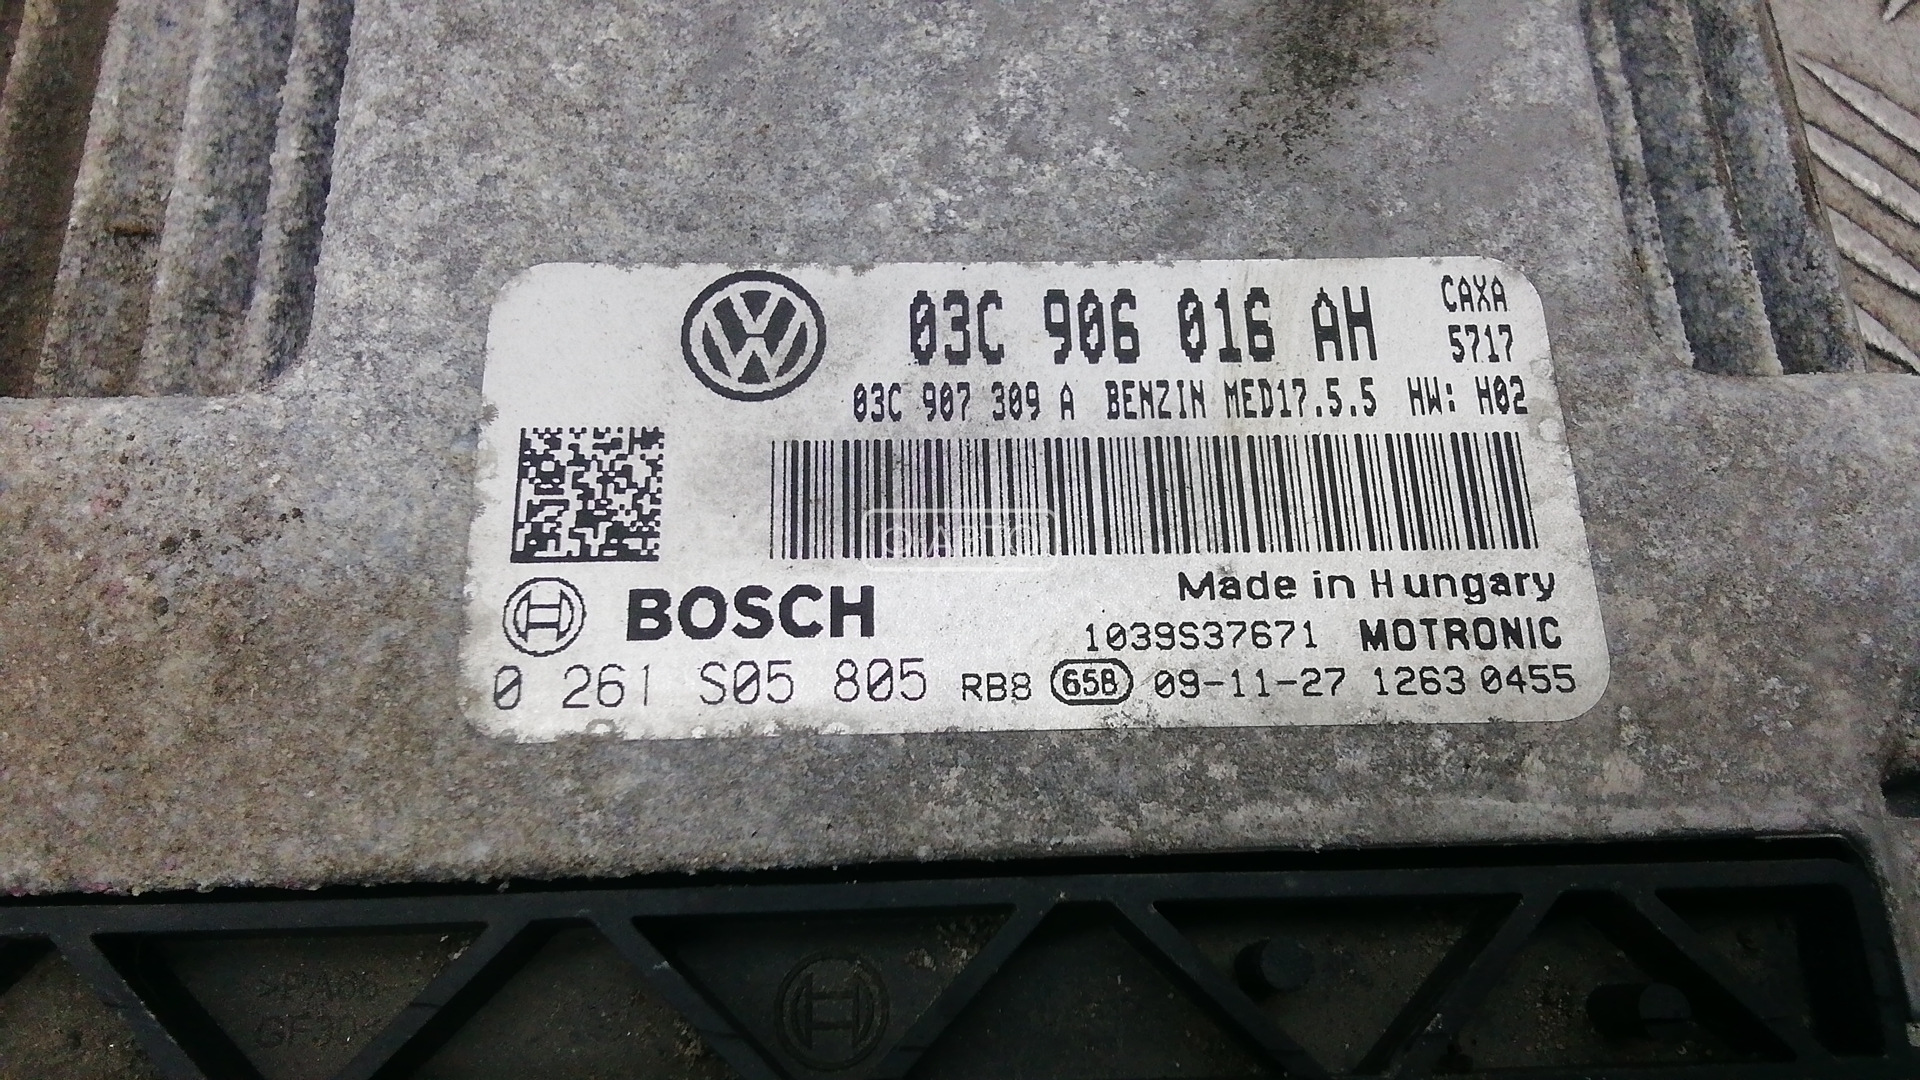 03C 906 016 AH CAXA
5717
03C 907 309 A BENZIN MED17.5.5 HW: H02
Made in Hungary
BOSCH
1039S37671 MOTRONIC
0 261 S05 805 RB8 65B 09-11-27 1263 0455